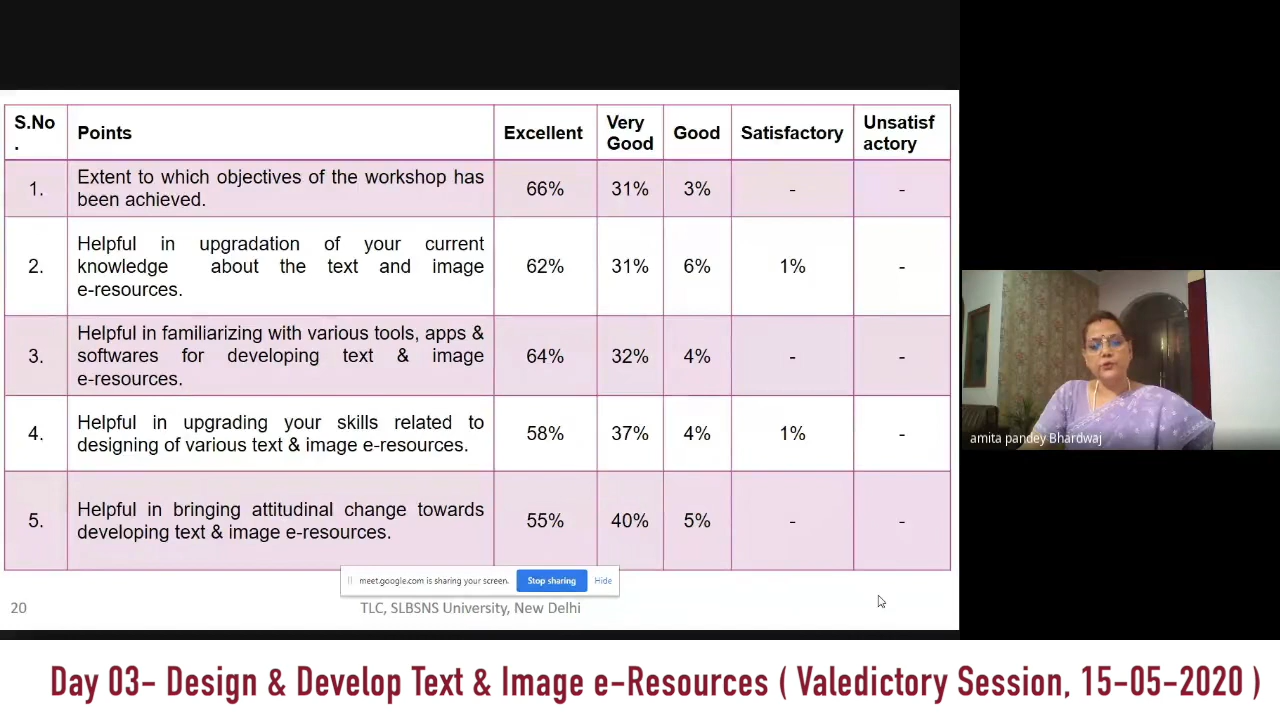 S.No
.
Points
Excellent
Very
Good
Good
Satisfactory
Unsatisf
actory
1.
Extent to which objectives of the workshop has
been achieved.
66%
31%
3%
-
-
2.
Helpful in upgradation of your current
knowledge about the text and image
e-resources.
62%
31%
6%
1%
-
3.
Helpful in familiarizing with various tools, apps &
softwares for developing text & image
e-resources.
64%
32%
4%
-
-
4.
Helpful in upgrading your skills related to
designing of various text & image e-resources.
58%
37%
4%
1%
-
5.
Helpful in bringing attitudinal change towards
developing text & image e-resources.
55%
40%
5%
-
-
meet.google.com is sharing your screen.
Stop sharing
Hide
20
TLC, SLBSNS University, New Delhi
amita pandey Bhardwaj
Day 03- Design & Develop Text & Image e-Resources ( Valedictory Session, 15-05-2020 )